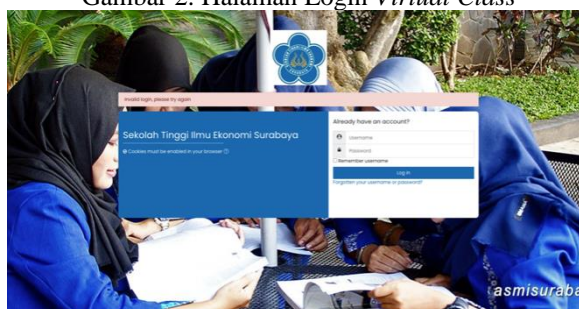 Gambar 2. Halaman Login Virtual Class
Invalid login, please try again
Already have an account?
Sekolah Tinggi Ilmu Ekonomi Surabaya
Username
Cookies must be enabled in your browser
Password
Remember username
Log in
Forgotten your username or password?
asmisuraba